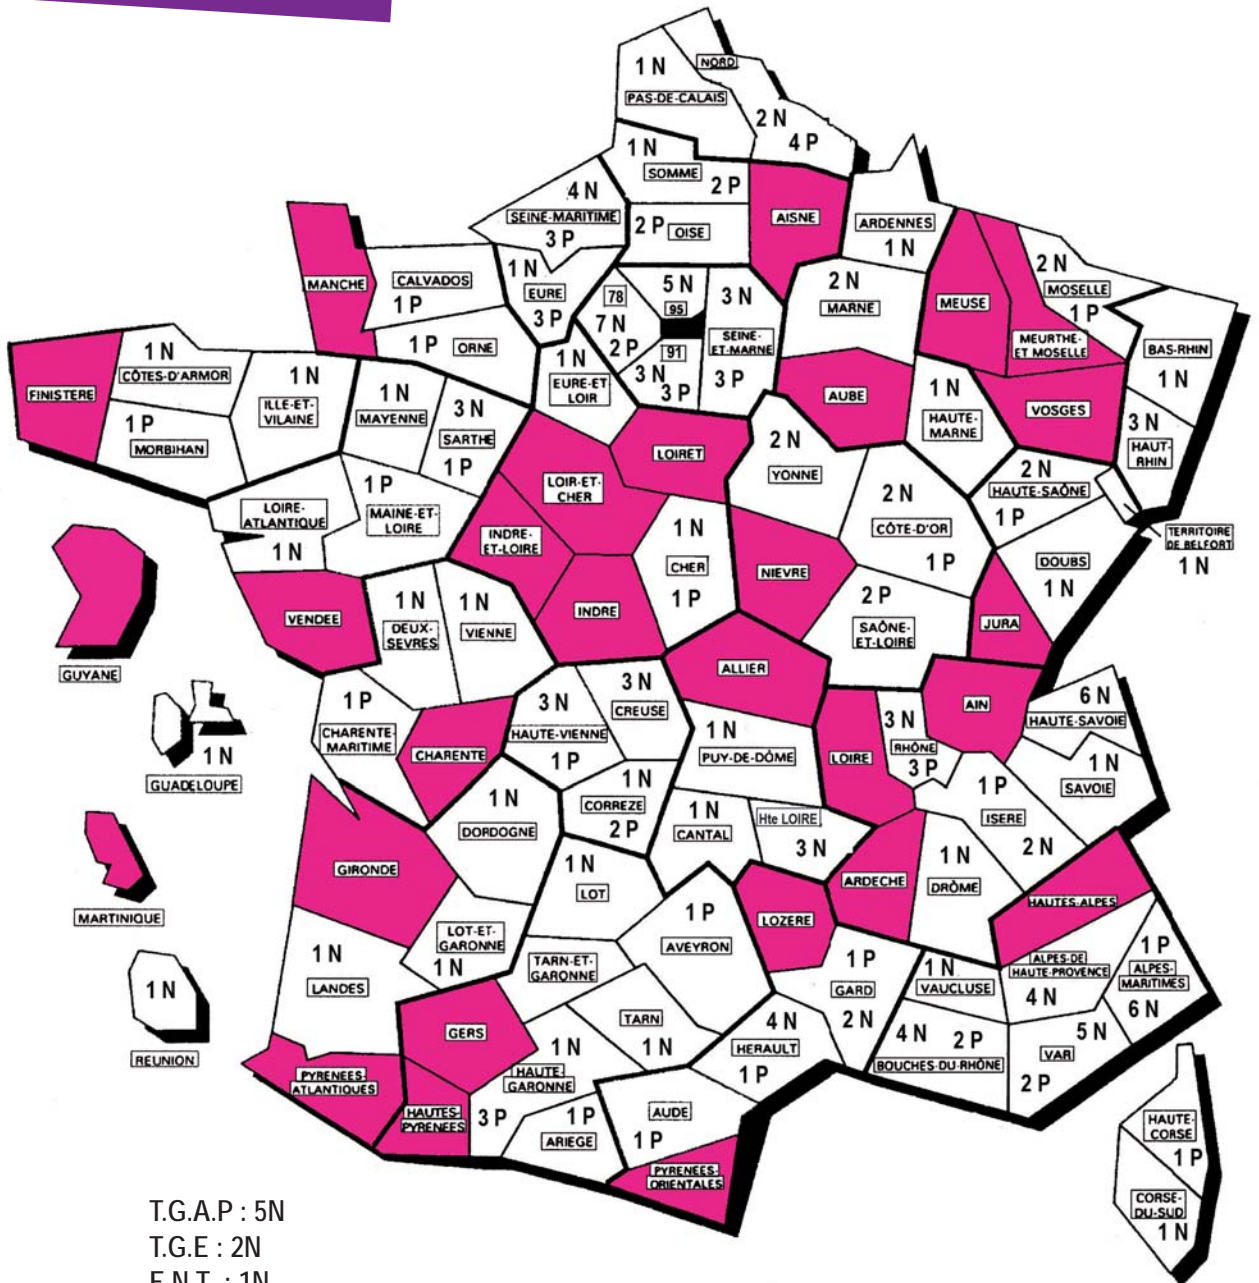 1 N
NORD
PAS-DE-CALAIS
2 N
4 P
1 N
SOMME
2 P
4 N
SEINE-MARITIME
3 P
2 P
OISE
AISNE
ARDENNES
1 N
MANCHE
CALVADOS
1 P
1 N
EURE
3 P
5 N
95
78
7 N
2 P
91
3 N
3 P
3 N
SEINE-
ET-MARNE
3 P
2 N
MARNE
MEUSE
2 N
MOSELLE
1 P
MEURTHE-
ET MOSELLE
BAS-RHIN
1 N
1 P
ORNE
FINISTERE
1 N
CÔTES-D'ARMOR
1 P
MORBIHAN
1 N
ILLE-ET-
VILAINE
1 N
MAYENNE
3 N
SARTHE
1 P
1 N
EURE-ET-
LOIR
AUBE
1 N
HAUTE-
MARNE
VOSGES
3 N
HAUT-
RHIN
LOIRET
2 N
YONNE
LOIR-ET-
CHER
2 N
HAUTE-SAÔNE
1 P
LOIRE-
ATLANTIQUE
1 N
1 P
MAINE-ET-
LOIRE
INDRE-
ET-LOIRE
1 N
CHER
1 P
NIEVRE
2 N
CÔTE-D'OR
1 P
DOUBS
1 N
TERRITOIRE
DE BELFORT
1 N
VENDEE
1 N
DEUX-
SEVRES
1 N
VIENNE
INDRE
2 P
SAÔNE-
ET-LOIRE
JURA
GUYANE
ALLIER
1 P
CHARENTE-
MARITIME
CHARENTE
3 N
HAUTE-VIENNE
1 P
3 N
CREUSE
1 N
PUY-DE-DÔME
LOIRE
3 N
RHÔNE
3 P
AIN
6 N
HAUTE-SAVOIE
1 N
SAVOIE
1 N
GUADELOUPE
1 N
DORDOGNE
1 N
CORREZE
2 P
1 N
CANTAL
Hte LOIRE
3 N
1 P
ISERE
2 N
GIRONDE
LOT
ARDECHE
1 N
DRÔME
HAUTES-ALPES
MARTINIQUE
LOT-ET-
GARONNE
1 N
1 P
AVEYRON
LOZERE
1 N
LANDES
TARN-ET-
GARONNE
1 P
GARD
2 N
1 N
VAUCLUSE
ALPES-DE-
HAUTE-PROVENCE
4 N
1 P
ALPES-
MARITIMES
6 N
1 N
REUNION
GERS
TARN
1 N
4 N
HERAULT
1 P
4 N
2 P
BOUCHES-DU-RHÔNE
5 N
VAR
2 P
PYRENEES-
ATLANTIQUES
HAUTES-
PYRENEES
1 N
HAUTE-
GARONNE
3 P
1 P
ARIEGE
AUDE
1 P
PYRENEES-
ORIENTALES
HAUTE-
CORSE
1 P
CORSE-
DU-SUD
1 N
T.G.A.P : 5N
T.G.E : 2N
E.N.T. : 1N